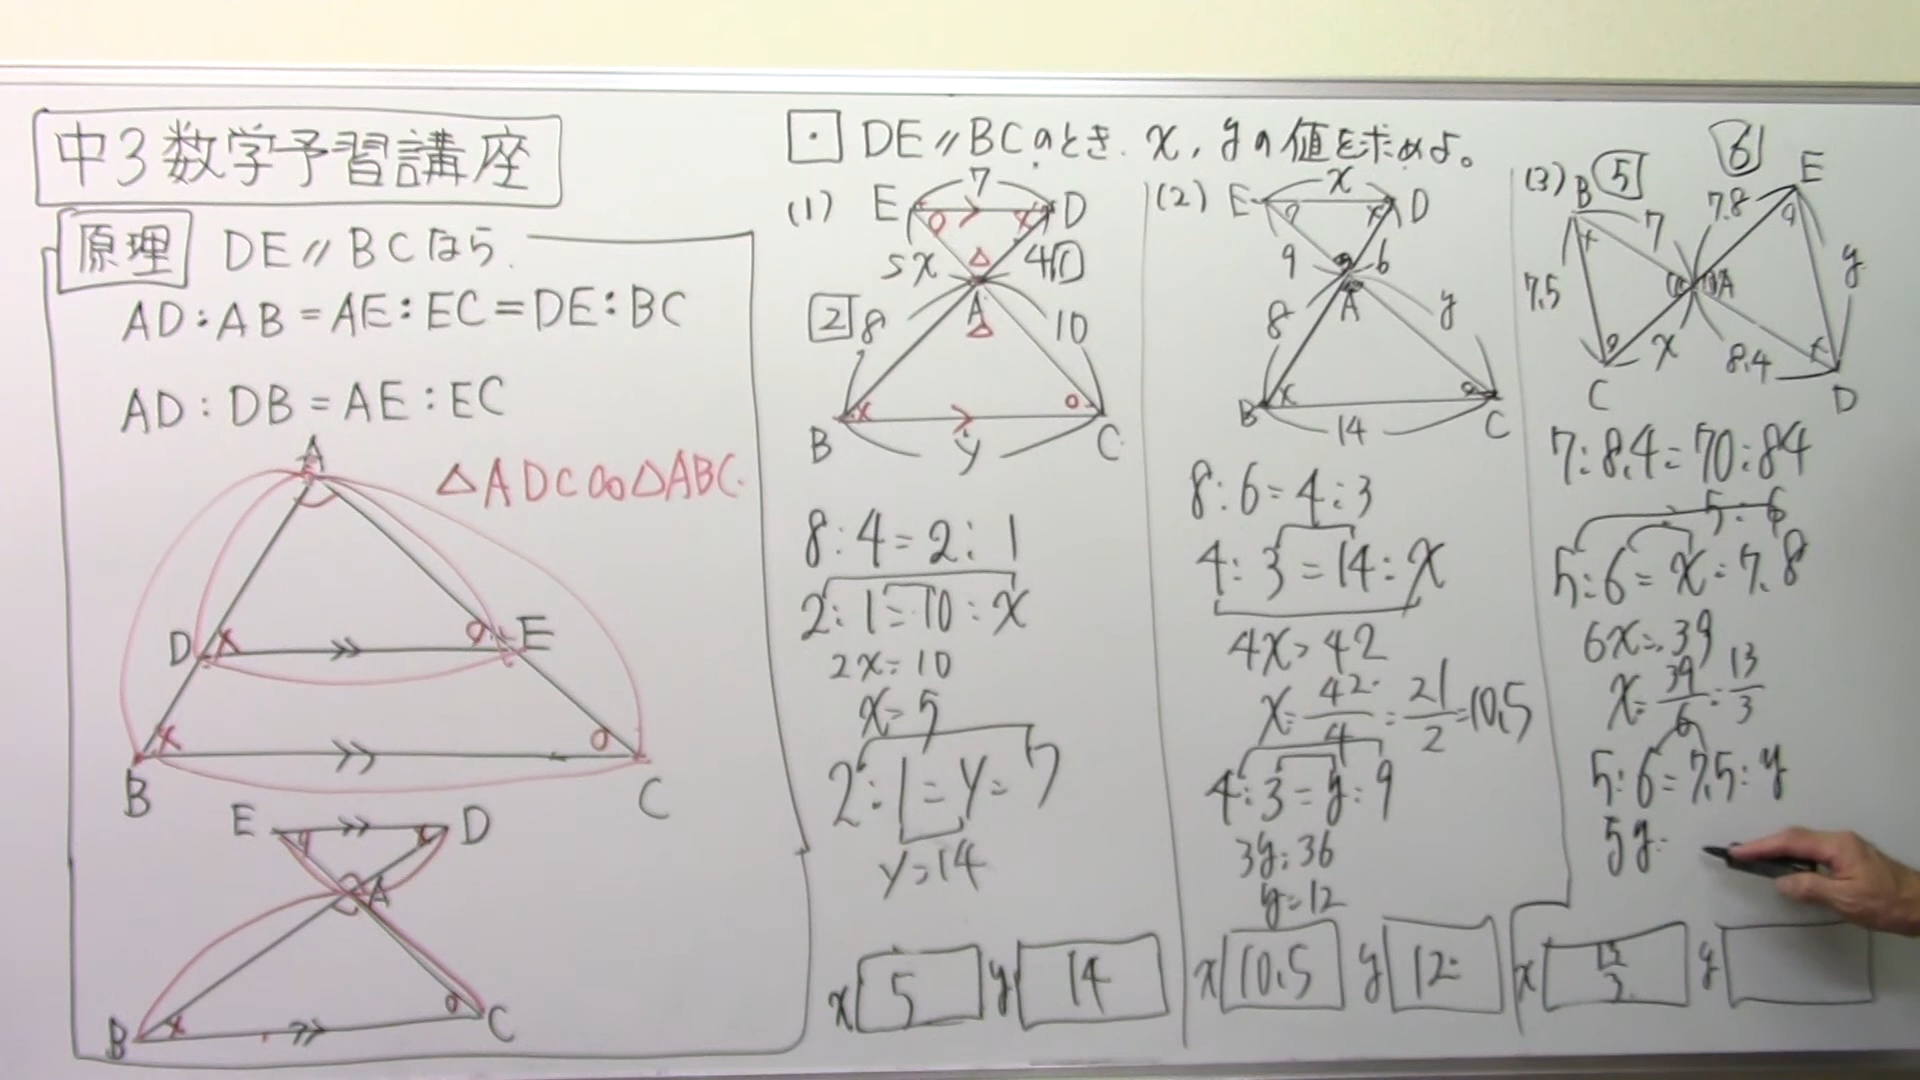 中3数学予習講座
原理 DE//BCなら
AD:AB=AE:EC=DE:BC
AD:DB=AE:EC
△ADC∽△ABC
A
D × ○ E
B × ○ C
E D
A
B × ○ C
・ DE//BCのとき、x,yの値を求めよ。
(1) E 7 D
○ ×
5 x △ 4 ①
2 8 A △ 10
× ○
B y C
8:4=2:1
2:1=10:x
2x=10
x=5
2:1=y=7
y=14
x 5 y 14
(2) E x D
9 6
8 A y
B × C
14
8:6=4:3
4:3=14:x
4x=42
x=42/4=21/2=10.5
4:3=y:9
3y=36
y=12
x 10.5 y 12
(3) B 5 6 E
7 7.8
7.5 A y
x 8.4
C D
7:8.4=70:84
5:6
5:6=x:7.8
6x=39
x=39/6=13/3
5:6=7.5:y
5y=
x 13/3 y